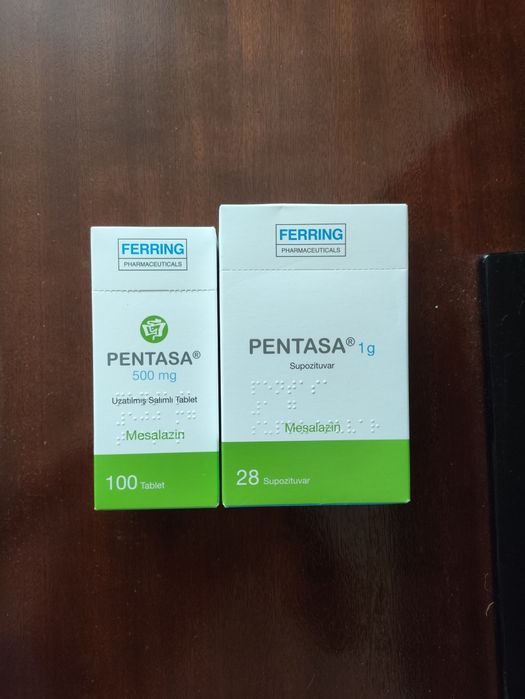 FERRING
PHARMACEUTICALS
PENTASA®
500 mg
Uzatılmış Salımlı Tablet
Mesalazin
100 Tablet
FERRING
PHARMACEUTICALS
PENTASA® 1g
Supozituvar
Mesalazin
28 Supozituvar